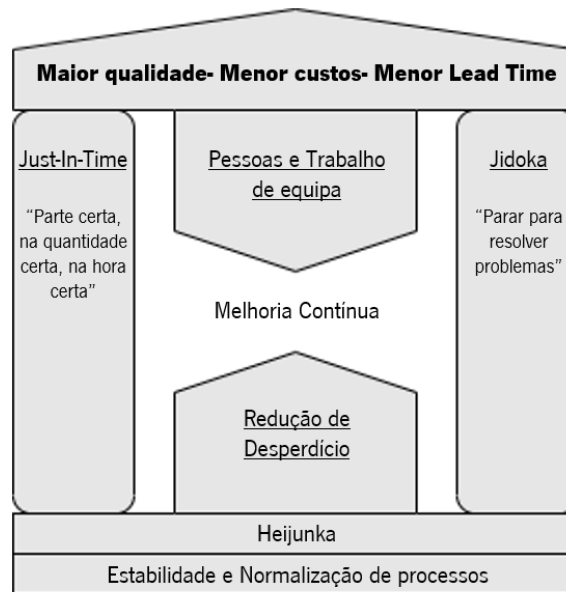 Maior qualidade- Menor custos- Menor Lead Time
Just-In-Time
“Parte certa,
na quantidade
certa, na hora
certa”
Pessoas e Trabalho
de equipa
Jidoka
“Parar para
resolver
problemas”
Melhoria Contínua
Redução de
Desperdício
Heijunka
Estabilidade e Normalização de processos